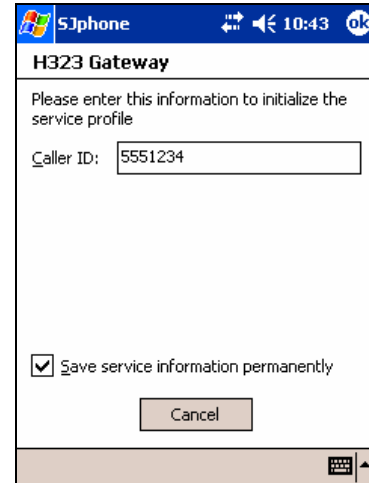 SJphone 10:43 ok
H323 Gateway
Please enter this information to initialize the
service profile
Caller ID: 5551234
Save service information permanently
Cancel